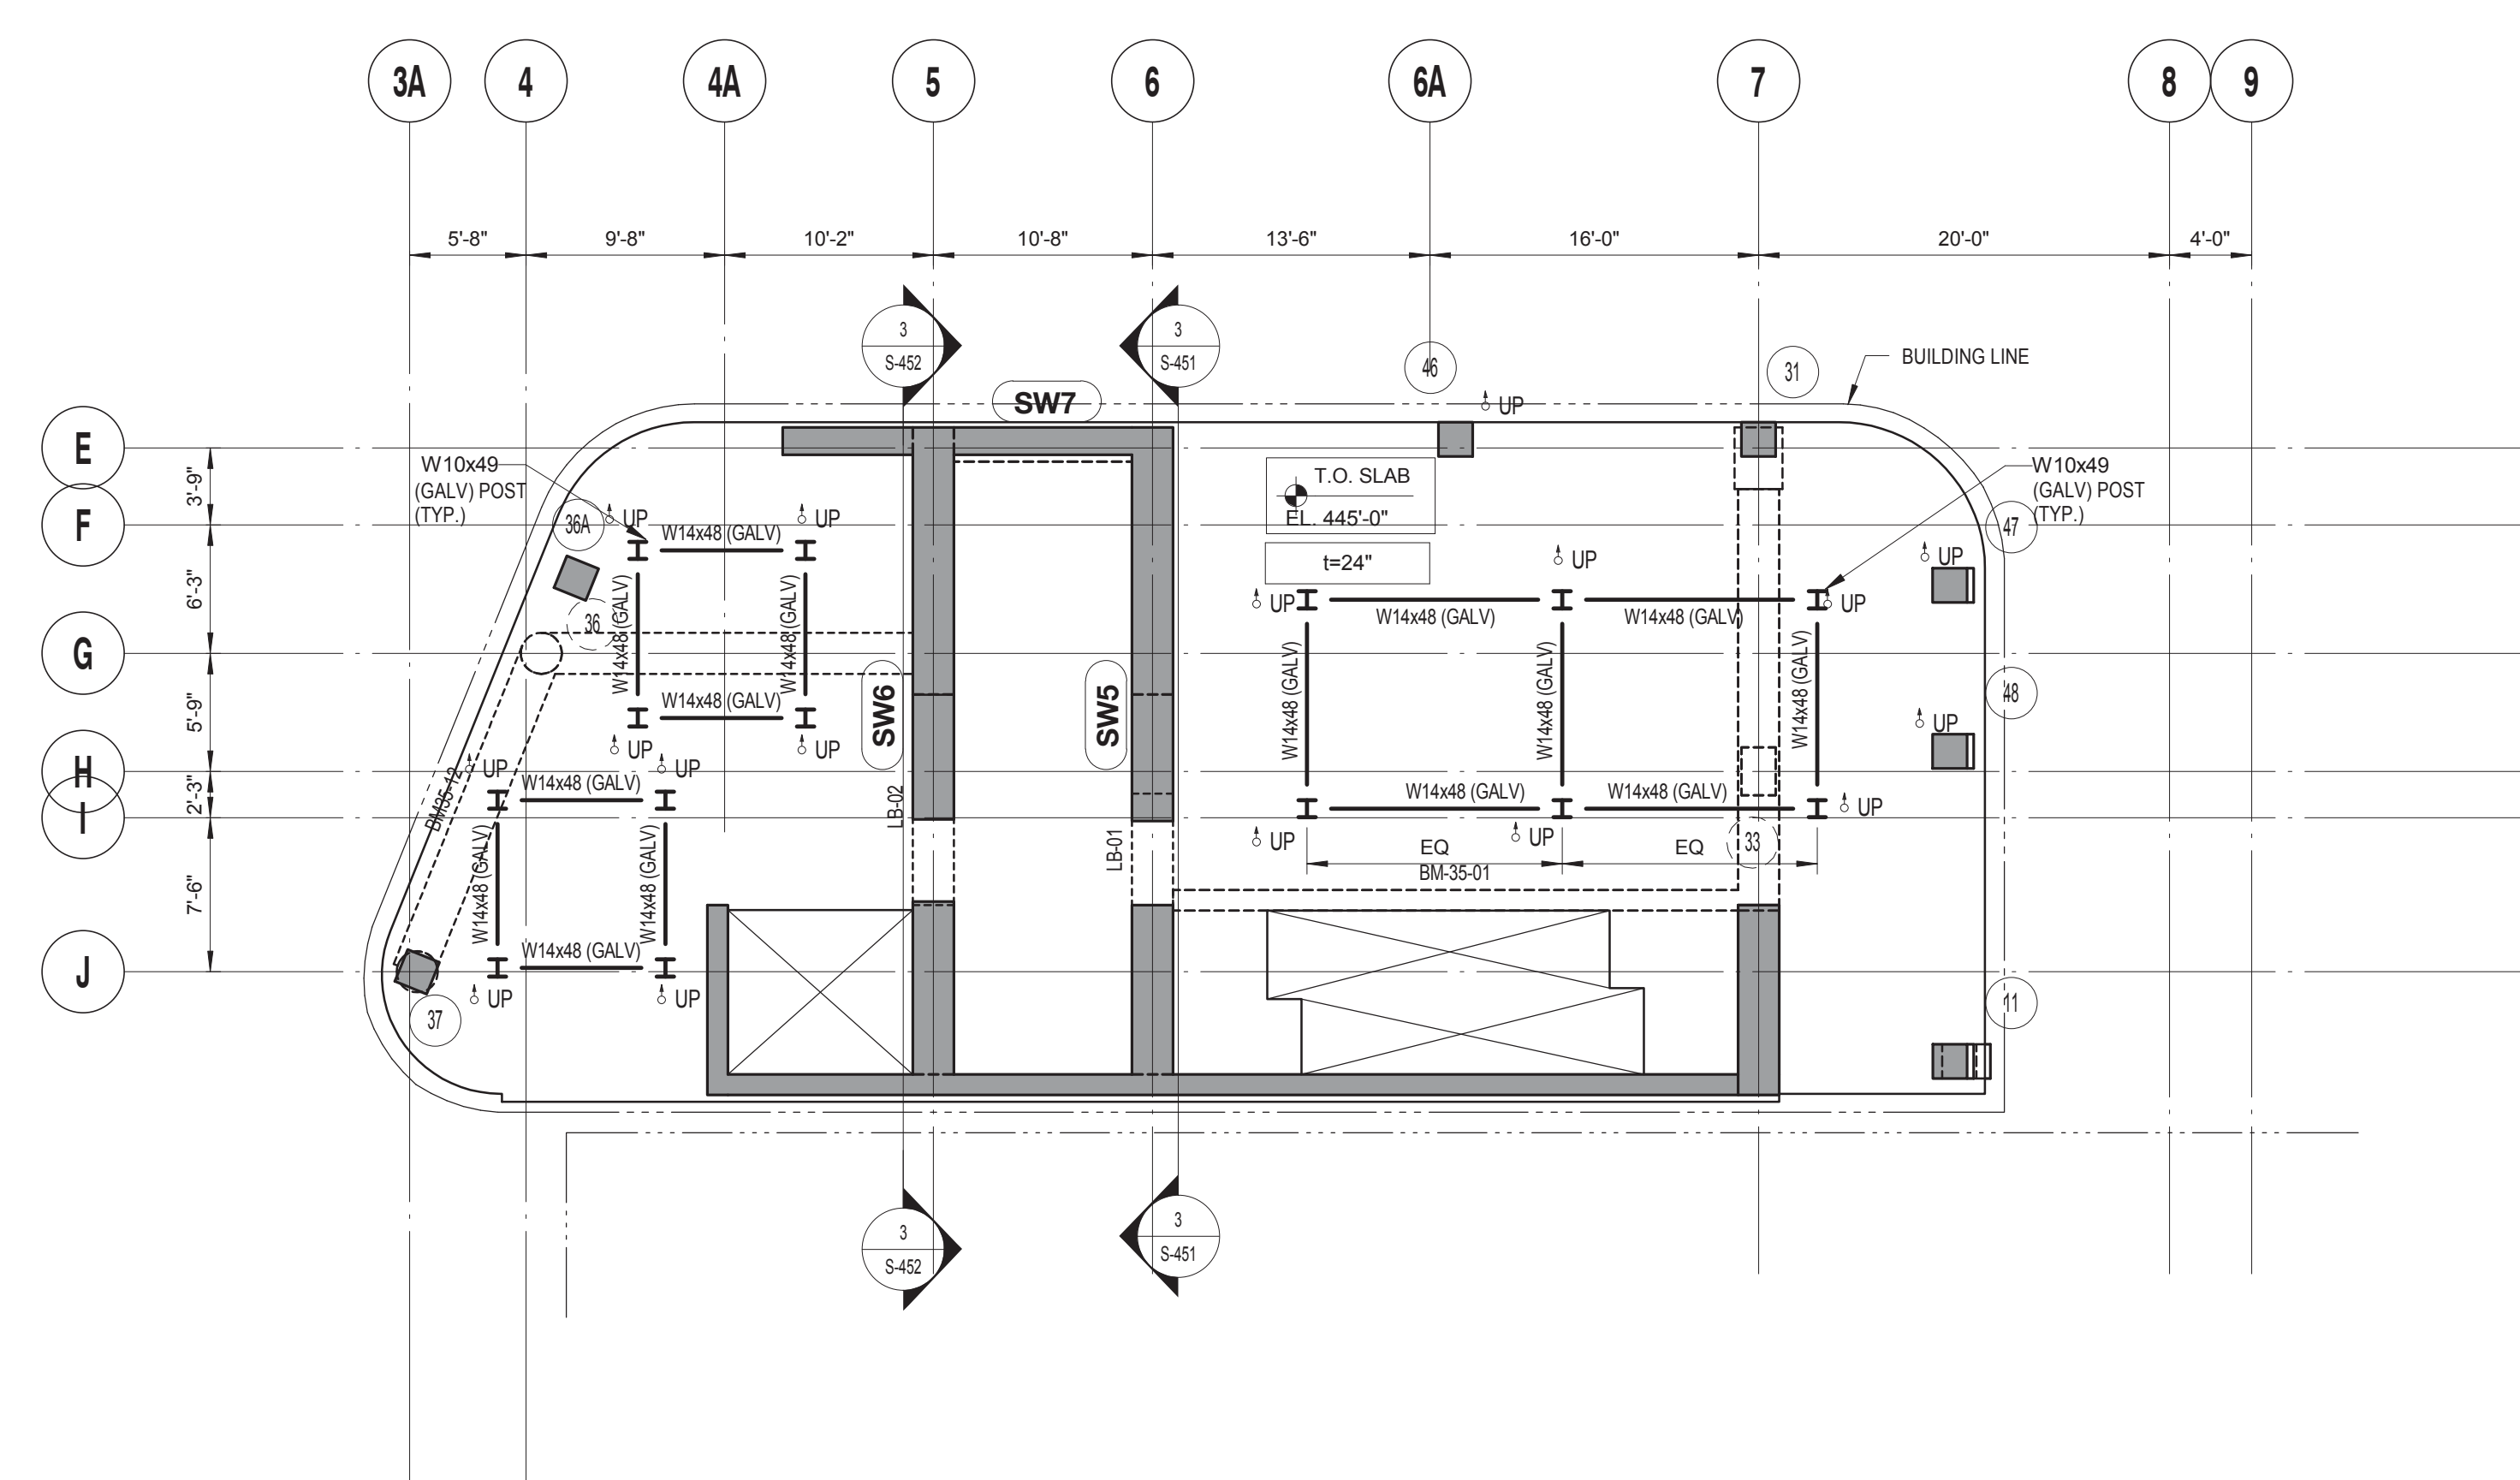 3A 4 4A 5 6 6A 7 8 9
5'-8" 9'-8" 10'-2" 10'-8" 13'-6" 16'-0" 20'-0" 4'-0"
3
S-452
3
S-451
46
31
BUILDING LINE
SW7
UP
E
F
G
H
I
J
3'-9"
6'-3"
5'-9"
2'-3"
7'-6"
W10x49
(GALV) POST
(TYP.)
36A
UP
UP
W14x48 (GALV)
36
W14x48 (GALV)
W14x48 (GALV)
W14x48 (GALV)
UP
UP
SW6
SW5
T.O. SLAB
EL. 445'-0"
t=24"
W10x49
(GALV) POST
(TYP.)
47
UP
UP
UP
UP
W14x48 (GALV)
W14x48 (GALV)
W14x48 (GALV)
W14x48 (GALV)
W14x48 (GALV)
48
UP
W14x48 (GALV)
W14x48 (GALV)
UP
UP
UP
EQ
EQ
33
BM-35-01
UP
UP
W14x48 (GALV)
BM35-12
W14x48 (GALV)
W14x48 (GALV)
W14x48 (GALV)
UP
UP
LB-02
LB-01
37
11
3
S-452
3
S-451